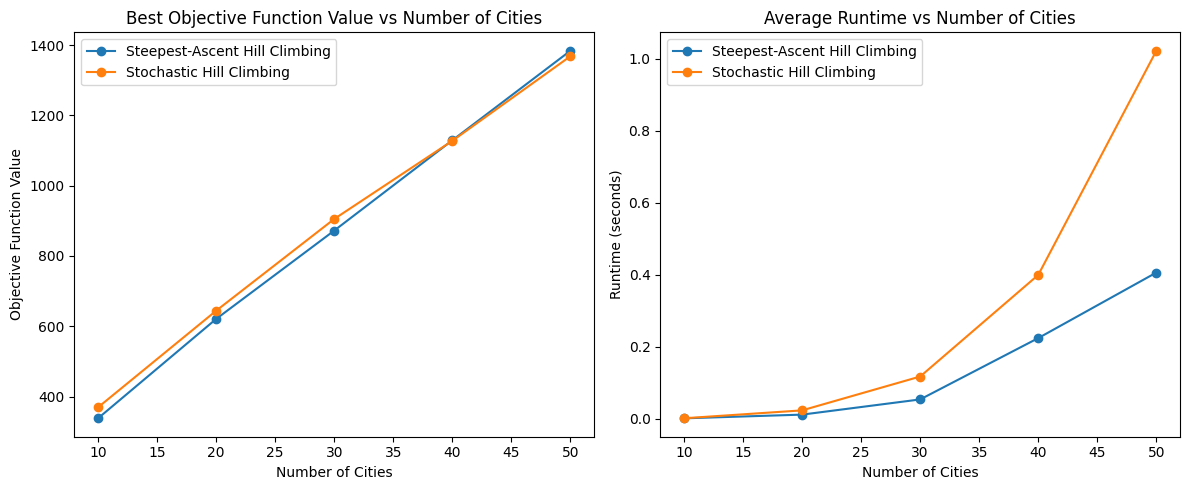 Best Objective Function Value vs Number of Cities
Steepest-Ascent Hill Climbing
Stochastic Hill Climbing
Objective Function Value
1400
1200
1000
800
600
400
10 15 20 25 30 35 40 45 50
Number of Cities
Average Runtime vs Number of Cities
Steepest-Ascent Hill Climbing
Stochastic Hill Climbing
Runtime (seconds)
1.0
0.8
0.6
0.4
0.2
0.0
10 15 20 25 30 35 40 45 50
Number of Cities